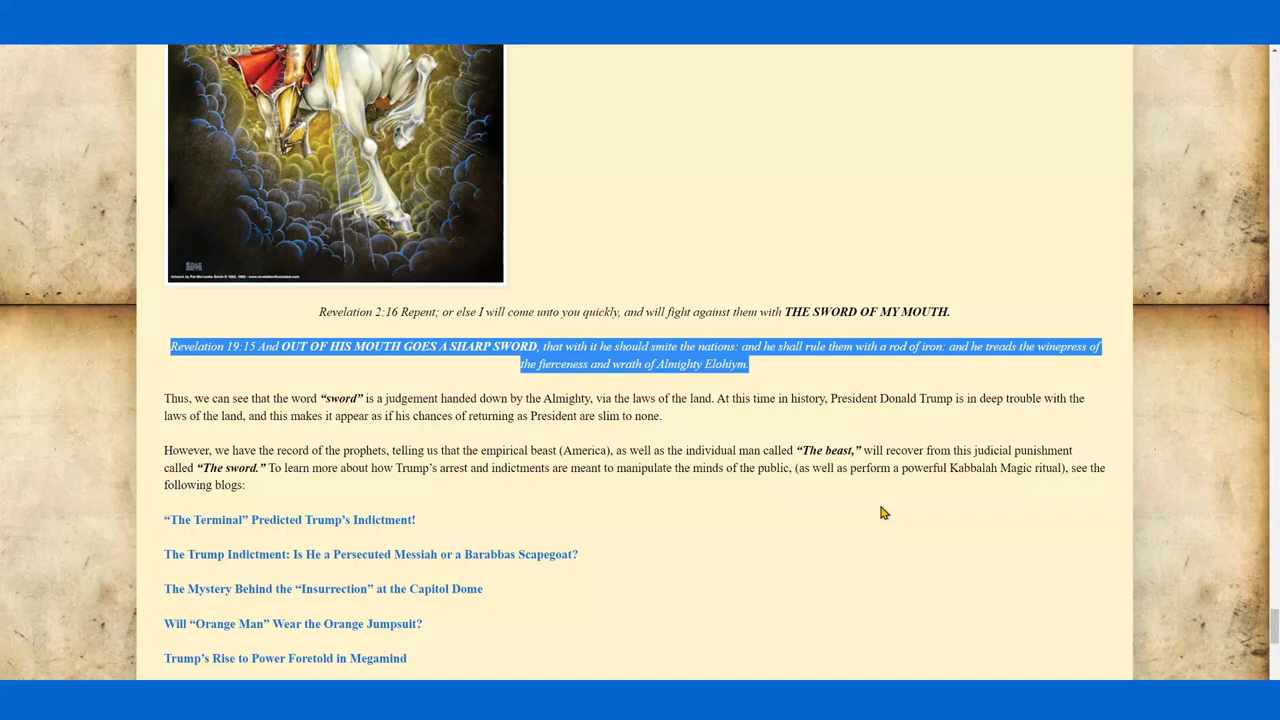 Artwork by Pat Marvenko Smith © 1982, 1992 - www.revelationillustrated.com
Revelation 2:16 Repent; or else I will come unto you quickly, and will fight against them with THE SWORD OF MY MOUTH.
Revelation 19:15 And OUT OF HIS MOUTH GOES A SHARP SWORD, that with it he should smite the nations: and he shall rule them with a rod of iron: and he treads the winepress of
the fierceness and wrath of Almighty Elohiym.
Thus, we can see that the word “sword” is a judgement handed down by the Almighty, via the laws of the land. At this time in history, President Donald Trump is in deep trouble with the
laws of the land, and this makes it appear as if his chances of returning as President are slim to none.
However, we have the record of the prophets, telling us that the empirical beast (America), as well as the individual man called “The beast,” will recover from this judicial punishment
called “The sword.” To learn more about how Trump’s arrest and indictments are meant to manipulate the minds of the public, (as well as perform a powerful Kabbalah Magic ritual), see the
following blogs:
“The Terminal” Predicted Trump’s Indictment!
The Trump Indictment: Is He a Persecuted Messiah or a Barabbas Scapegoat?
The Mystery Behind the “Insurrection” at the Capitol Dome
Will “Orange Man” Wear the Orange Jumpsuit?
Trump’s Rise to Power Foretold in Megamind